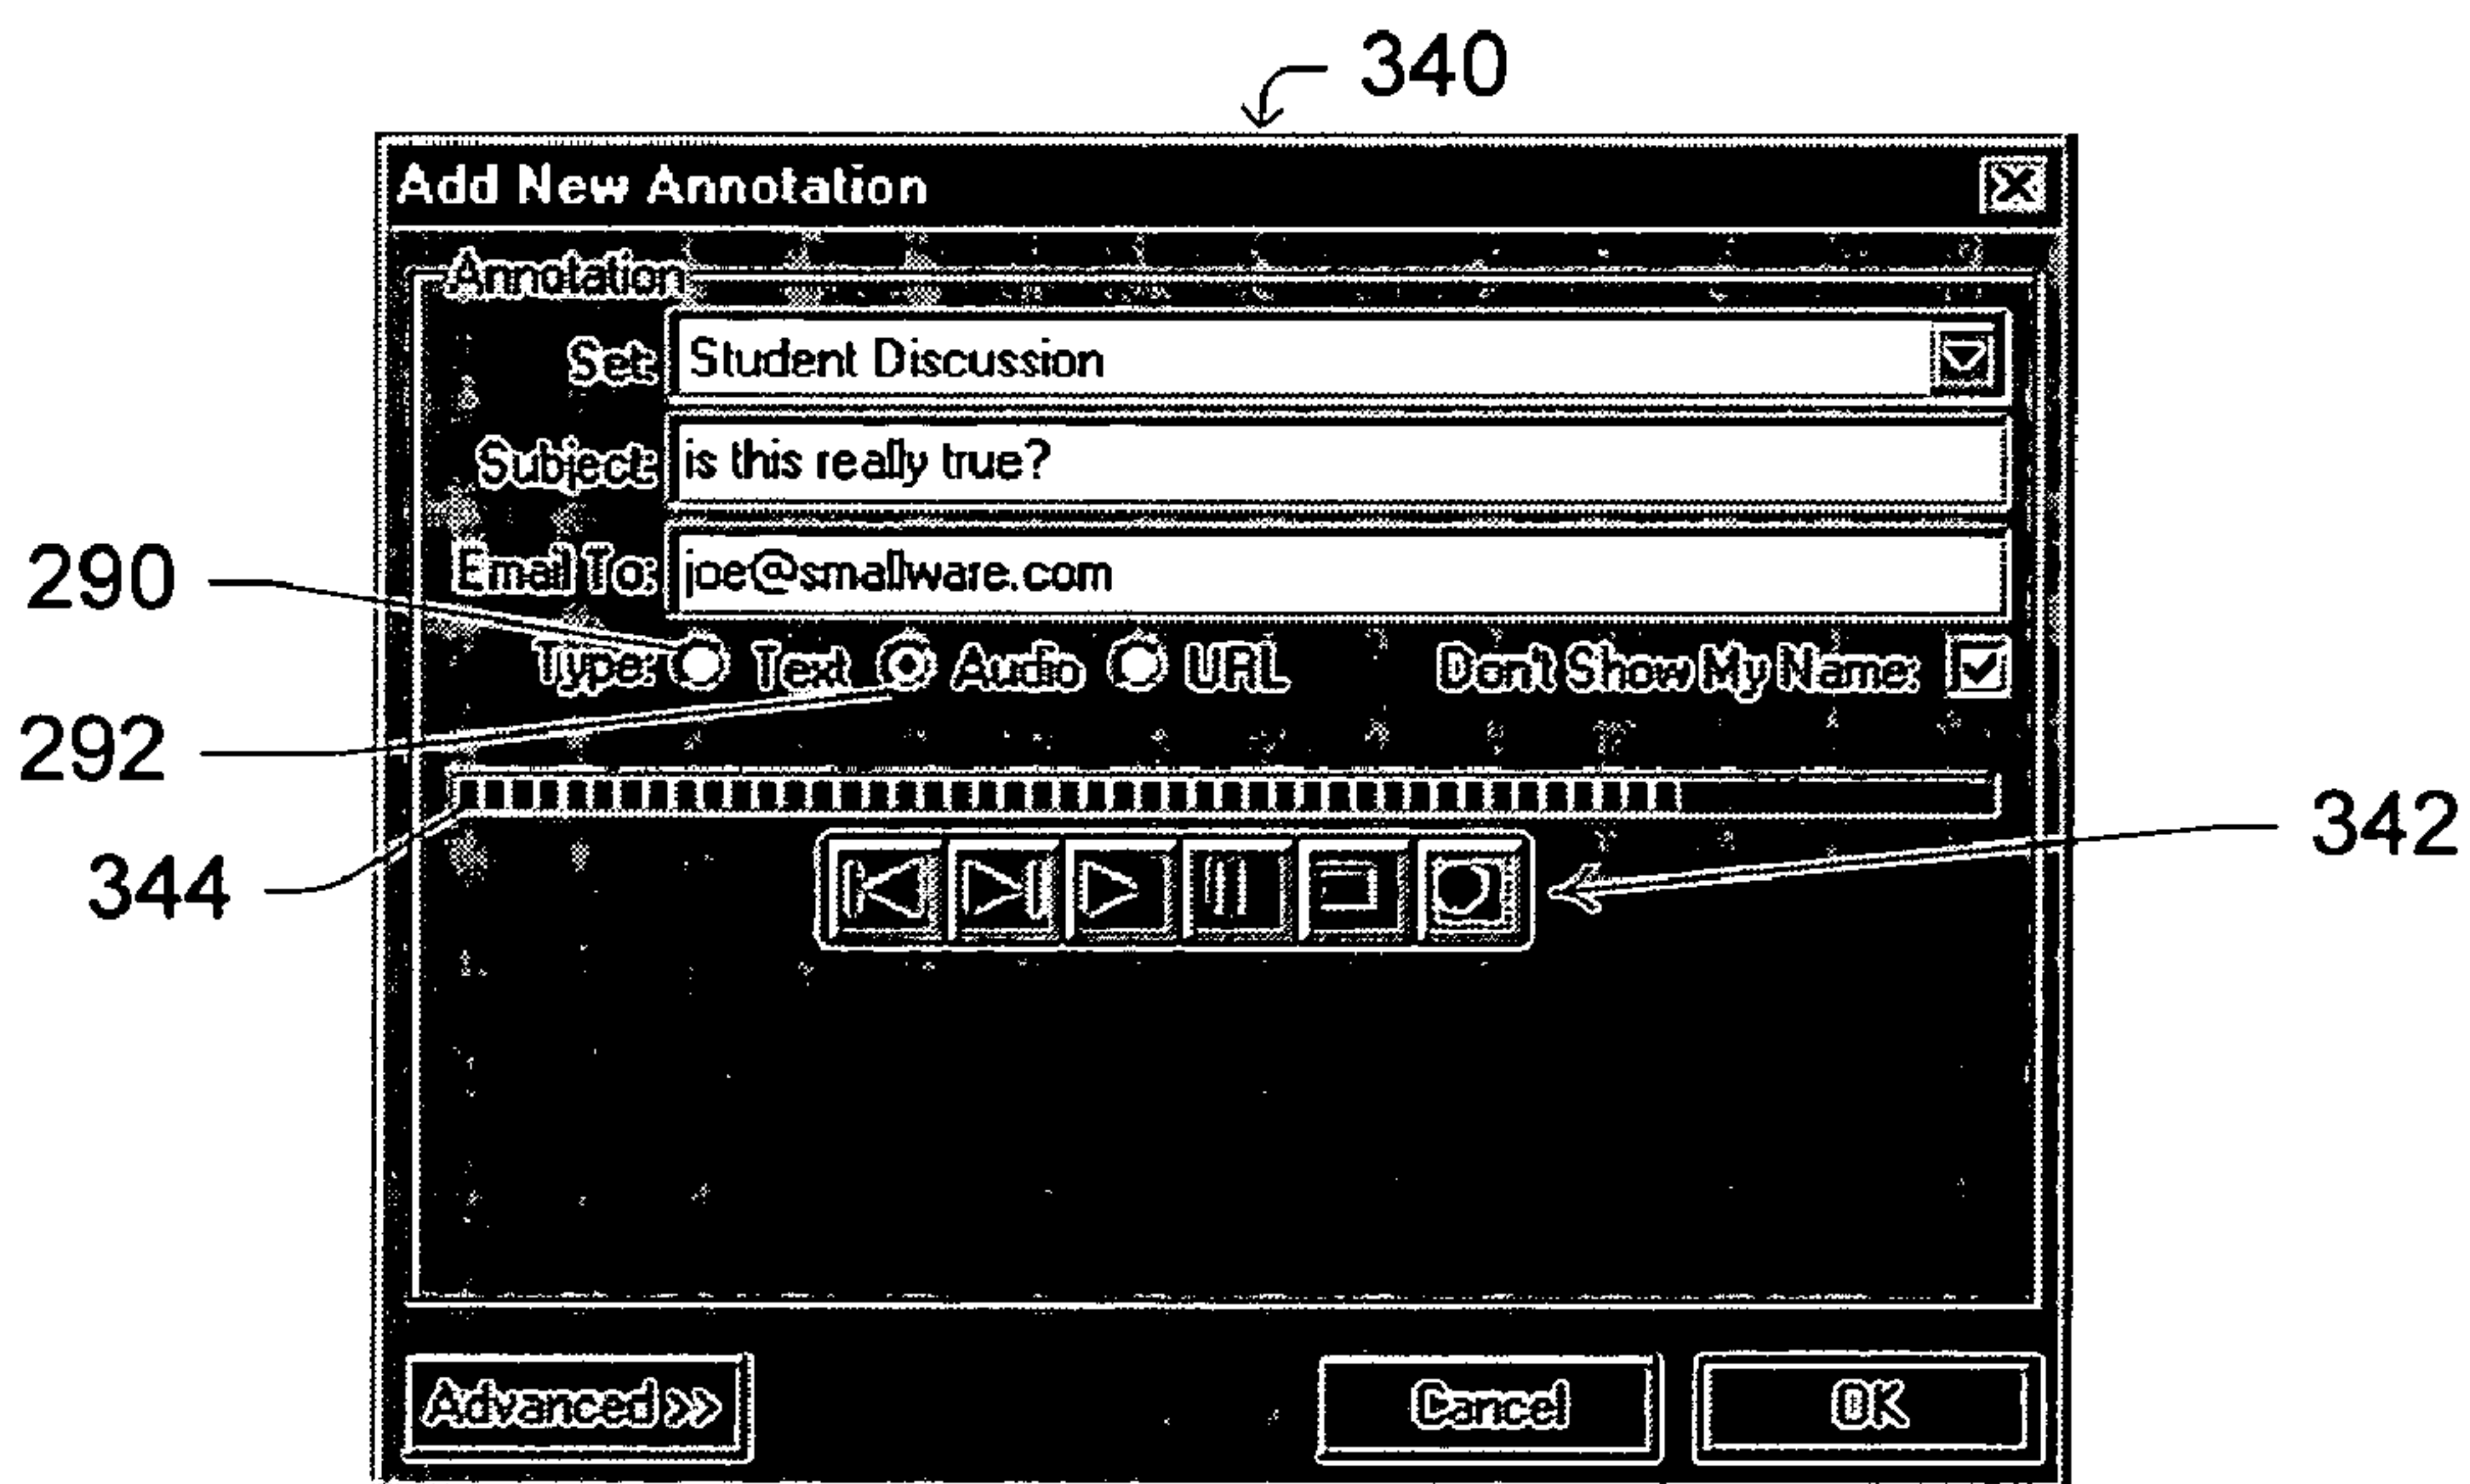 340
Add New Annotation
Annotation
Set: Student Discussion
Subject: is this really true?
290
Email To: joe@smallware.com
Type: Text Audio URL Don't Show My Name:
292
342
344
Advanced >>
Cancel
OK